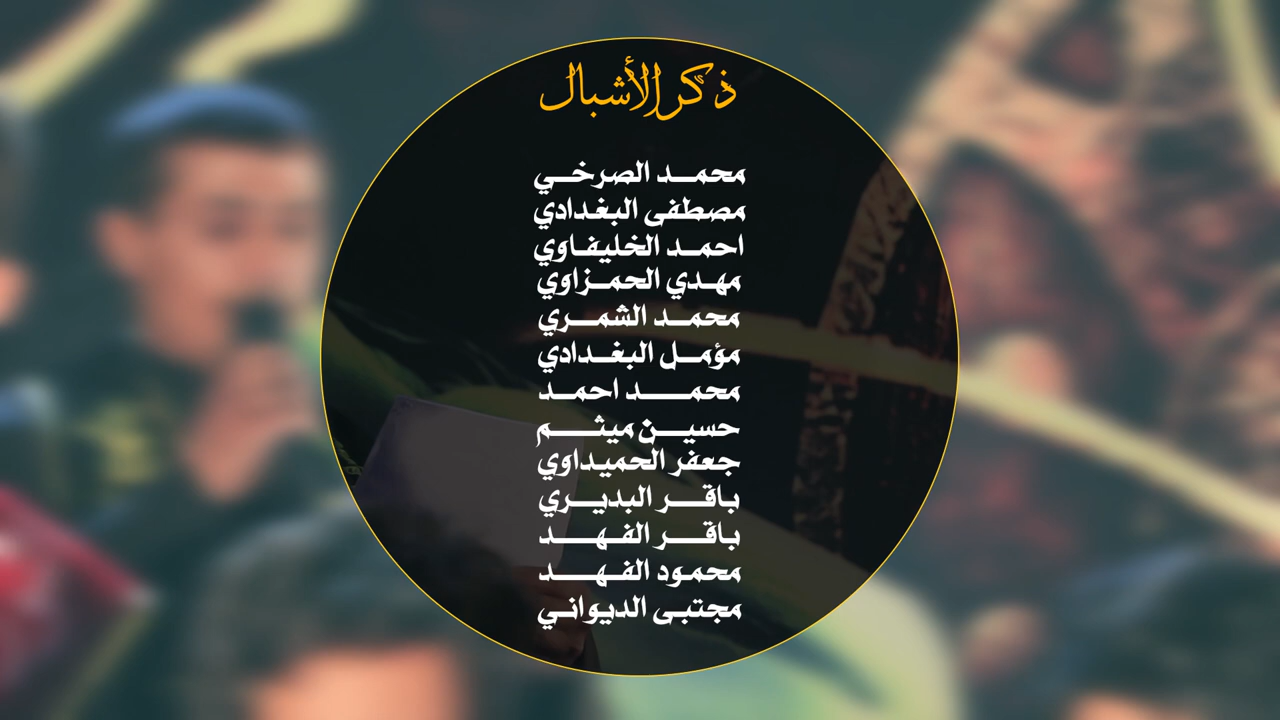 ذكر الأشبال
محمد الصرخي
مصطفى البغدادي
احمد الخليفاوي
مهدي الحمزاوي
محمد الشمري
مؤمل البغدادي
محمد احمد
حسين ميثم
جعفر الحميداوي
باقر البديري
باقر الفهد
محمود الفهد
مجتبى الديواني